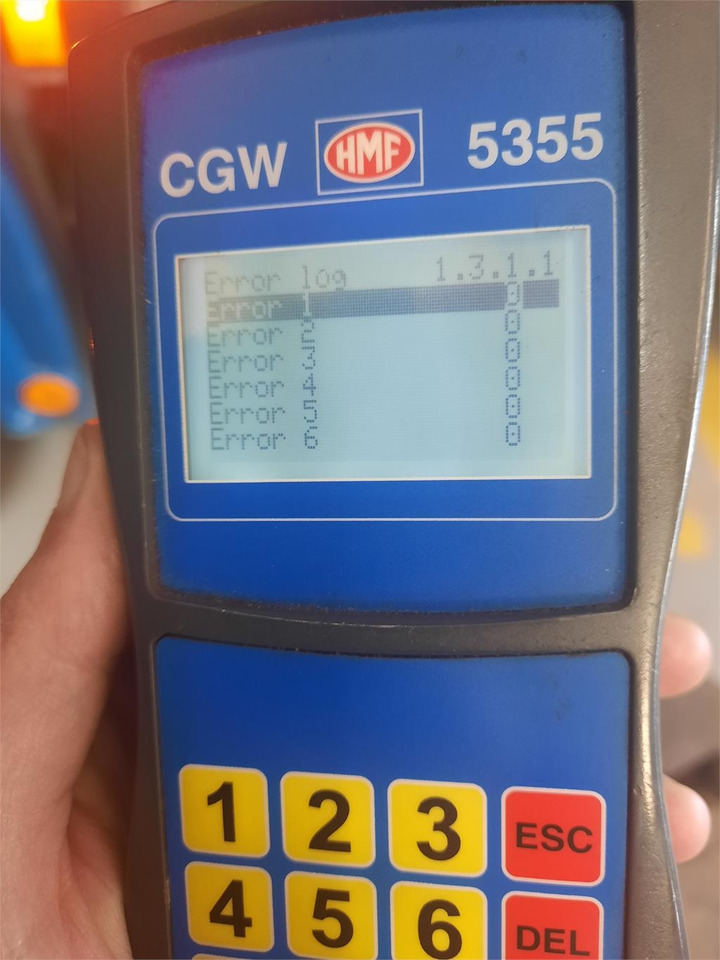 CGW HMF 5355
Error log 1.3.1.1
Error 1 0
Error 2 0
Error 3 0
Error 4 0
Error 5 0
Error 6 0
1 2 3 ESC
4 5 6 DEL